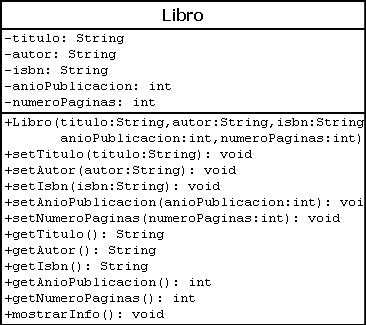 Libro
-titulo: String
-autor: String
-isbn: String
-anioPublicacion: int
-numeroPaginas: int
+Libro(titulo:String,autor:String,isbn:String
anioPublicacion:int,numeroPaginas:int)
+setTitulo(titulo:String): void
+setAutor(autor:String): void
+setIsbn(isbn:String): void
+setAnioPublicacion(anioPublicacion:int): voi
+setNumeroPaginas(numeroPaginas:int): void
+getTitulo(): String
+getAutor(): String
+getIsbn(): String
+getAnioPublicacion(): int
+getNumeroPaginas(): int
+mostrarInfo(): void